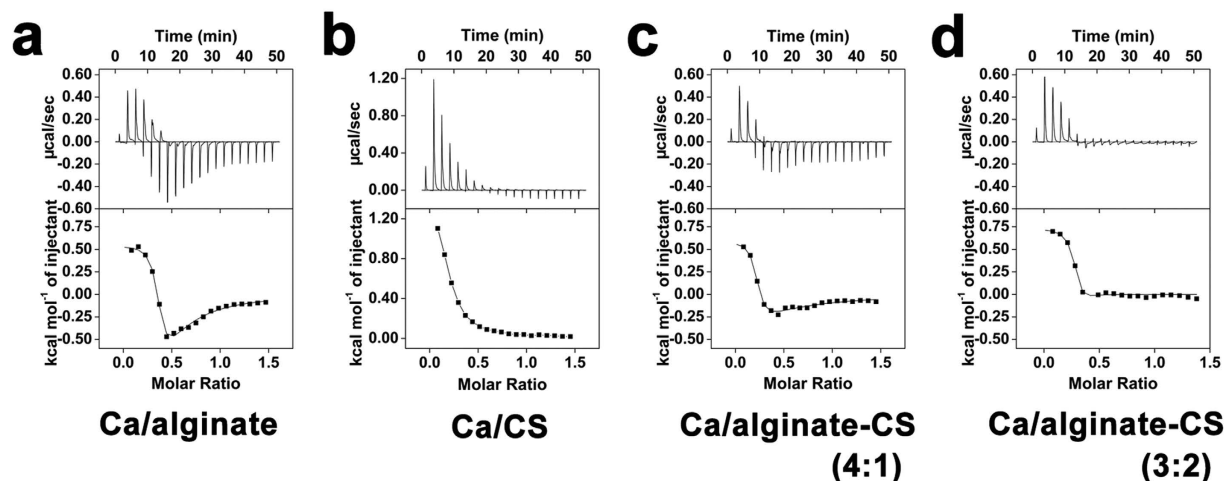 a
Time (min)
0 10 20 30 40 50
0.60
0.40
0.20
0.00
-0.20
-0.40
-0.60
µcal/sec
0.75
0.50
0.25
0.00
-0.25
-0.50
kcal mol⁻¹ of injectant
0.0 0.5 1.0 1.5
Molar Ratio
Ca/alginate
b
Time (min)
0 10 20 30 40 50
1.20
0.80
0.40
0.00
µcal/sec
1.20
0.80
0.40
0.00
kcal mol⁻¹ of injectant
0.0 0.5 1.0 1.5
Molar Ratio
Ca/CS
c
Time (min)
0 10 20 30 40 50
0.60
0.40
0.20
0.00
-0.20
-0.40
-0.60
µcal/sec
0.75
0.50
0.25
0.00
-0.25
-0.50
kcal mol⁻¹ of injectant
0.0 0.5 1.0 1.5
Molar Ratio
Ca/alginate-CS
(4:1)
d
Time (min)
0 10 20 30 40 50
0.60
0.40
0.20
0.00
-0.20
-0.40
-0.60
µcal/sec
0.75
0.50
0.25
0.00
-0.25
-0.50
kcal mol⁻¹ of injectant
0.0 0.5 1.0 1.5
Molar Ratio
Ca/alginate-CS
(3:2)